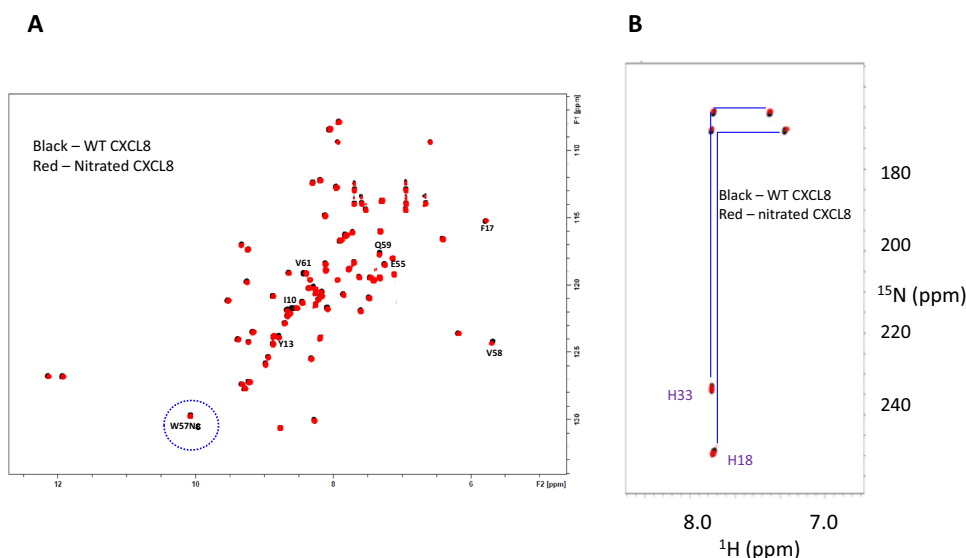 A
B
Black – WT CXCL8
Red – Nitrated CXCL8
F17
Q59
E55
V61
I10
Y13
V58
W57Nε
110
115
120
125
130
F1 [ppm]
12
10
8
6
F2 [ppm]
Black – WT CXCL8
Red – nitrated CXCL8
H33
H18
180
200
¹⁵N (ppm)
220
240
8.0
7.0
¹H (ppm)